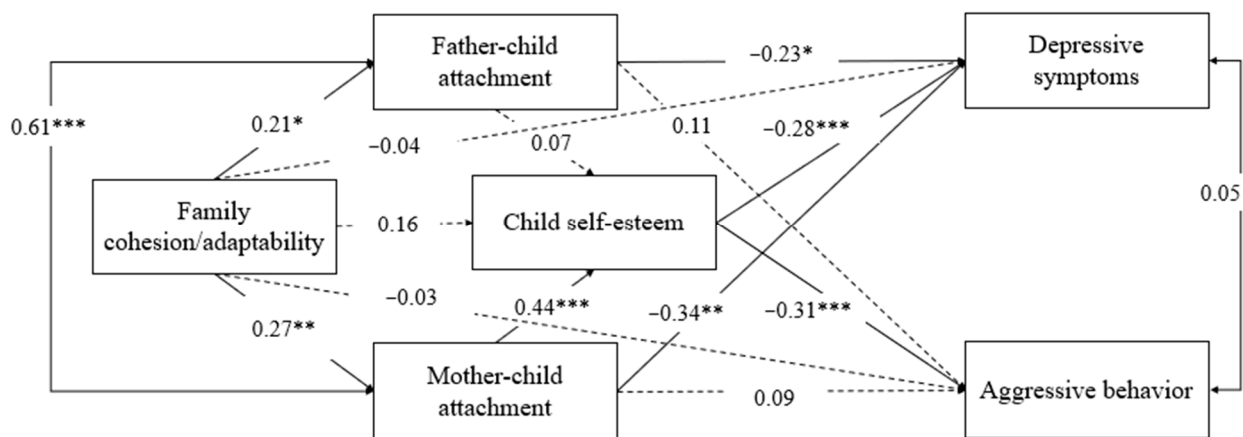 Father-child
attachment
−0.23*
Depressive
symptoms
0.61***
0.21*
−0.04
0.07
0.11
−0.28***
Family
cohesion/adaptability
0.16
Child self-esteem
0.05
−0.03
0.44***
−0.34**
−0.31***
0.27**
Mother-child
attachment
0.09
Aggressive behavior